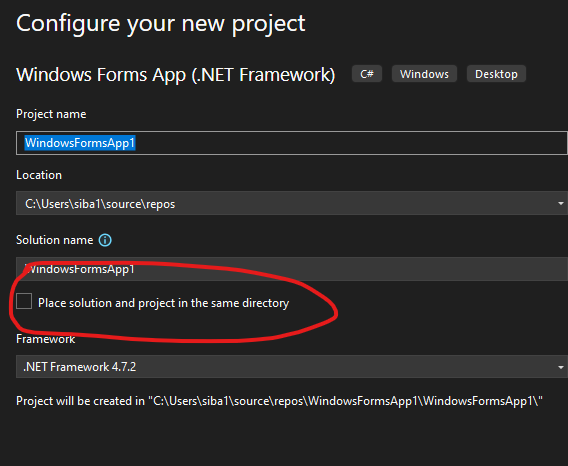 Configure your new project
Windows Forms App (.NET Framework) C# Windows Desktop
Project name
WindowsFormsApp1
Location
C:\Users\siba1\source\repos
Solution name
WindowsFormsApp1
Place solution and project in the same directory
Framework
.NET Framework 4.7.2
Project will be created in "C:\Users\siba1\source\repos\WindowsFormsApp1\WindowsFormsApp1\"